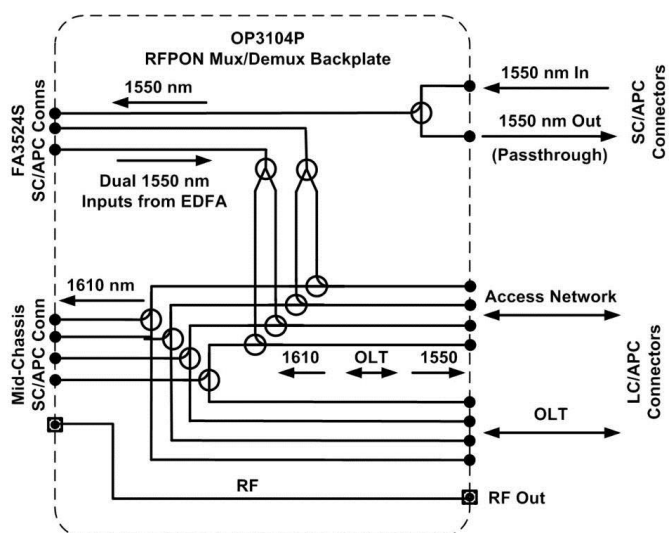 OP3104P
RFPON Mux/Demux Backplate
FA3524S
SC/APC Conns
1550 nm
1550 nm In
1550 nm Out
(Passthrough)
SC/APC
Connectors
Dual 1550 nm
Inputs from EDFA
Mid-Chassis
SC/APC Conn
1610 nm
Access Network
1610
OLT
1550
OLT
LC/APC
Connectors
RF
RF Out